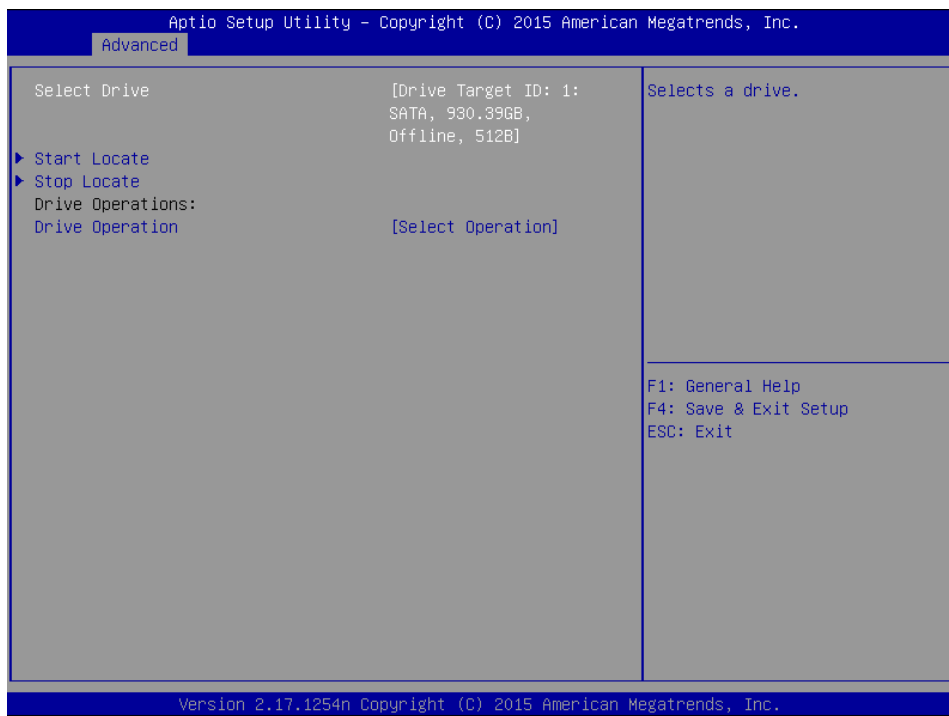 Aptio Setup Utility – Copyright (C) 2015 American Megatrends, Inc.
Advanced
Select Drive [Drive Target ID: 1: Selects a drive.
SATA, 930.39GB,
Offline, 512B]
Start Locate
Stop Locate
Drive Operations:
Drive Operation [Select Operation]
F1: General Help
F4: Save & Exit Setup
ESC: Exit
Version 2.17.1254n Copyright (C) 2015 American Megatrends, Inc.